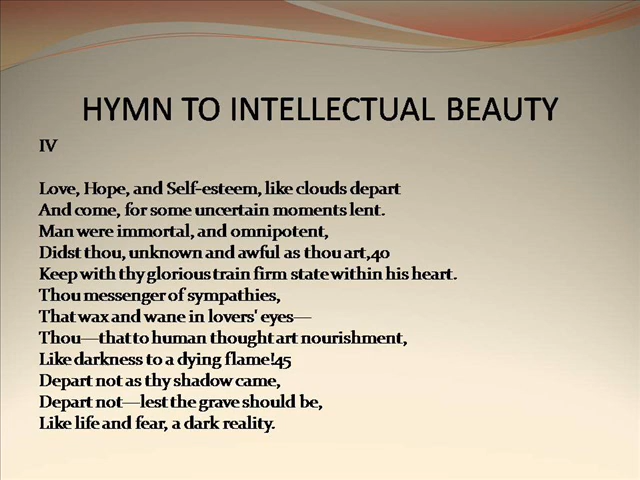 HYMN TO INTELLECTUAL BEAUTY
IV
Love, Hope, and Self-esteem, like clouds depart
And come, for some uncertain moments lent.
Man were immortal, and omnipotent,
Didst thou, unknown and awful as thou art,40
Keep with thy glorious train firm state within his heart.
Thou messenger of sympathies,
That wax and wane in lovers' eyes—
Thou—that to human thought art nourishment,
Like darkness to a dying flame!45
Depart not as thy shadow came,
Depart not—lest the grave should be,
Like life and fear, a dark reality.